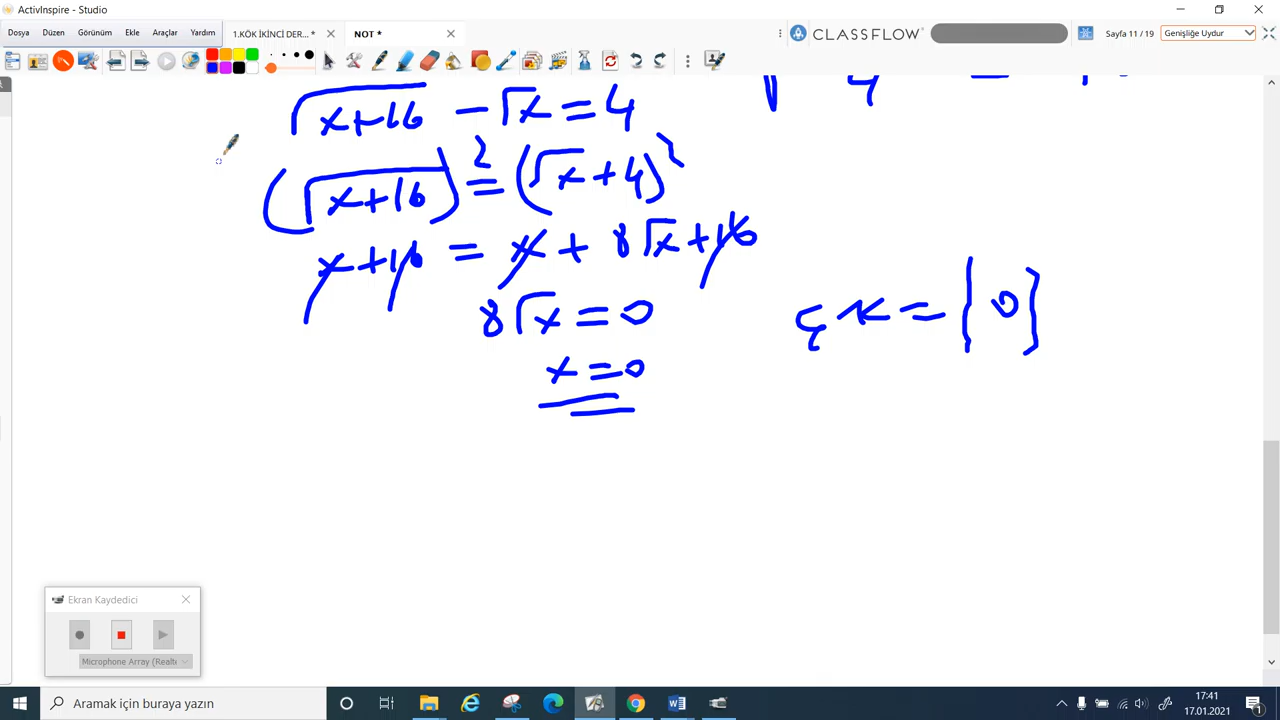 ActivInspire - Studio
Dosya Düzen Görünüm Ekle Araçlar Yardım
1.KÖK İKİNCİ DER... * NOT *
CLASSFLOW
Sayfa 11 / 19 Genişliğe Uydur
√x+16 - √x = 4
(√x+16)² = (√x + 4)²
x+16 = x + 8√x + 16
8√x = 0
x = 0
ÇK = {0}
Ekran Kaydedici
Microphone Array (Realte
Aramak için buraya yazın
17:41
17.01.2021